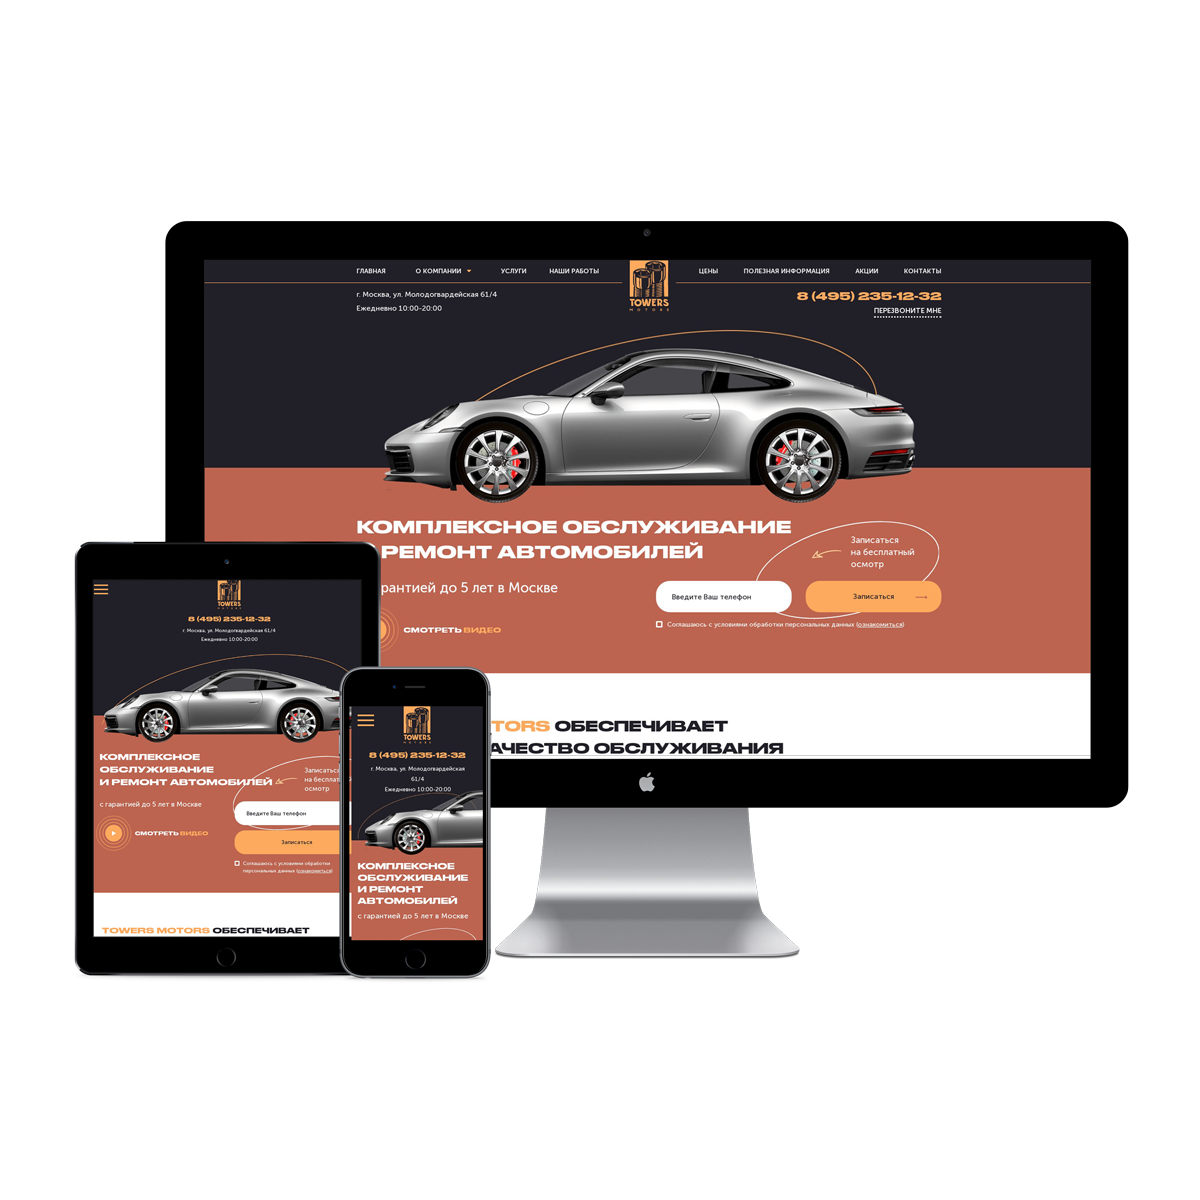 ГЛАВНАЯ
О КОМПАНИИ
УСЛУГИ
НАШИ РАБОТЫ
TOWERS
MOTORS
ЦЕНЫ
ПОЛЕЗНАЯ ИНФОРМАЦИЯ
АКЦИИ
КОНТАКТЫ
г. Москва, ул. Молодогвардейская 61/4
Ежедневно 10:00-20:00
8 (495) 235-12-32
ПЕРЕЗВОНИТЕ МНЕ
КОМПЛЕКСНОЕ ОБСЛУЖИВАНИЕ
РЕМОНТ АВТОМОБИЛЕЙ
рантией до 5 лет в Москве
СМОТРЕТЬ ВИДЕО
Записаться
на бесплатный
осмотр
Введите Ваш телефон
Записаться
Соглашаюсь с условиями обработки персональных данных (ознакомиться)
TORS ОБЕСПЕЧИВАЕТ
АЧЕСТВО ОБСЛУЖИВАНИЯ
TOWERS
MOTORS
8 (495) 235-12-32
г. Москва, ул. Молодогвардейская 61/4
Ежедневно 10:00-20:00
КОМПЛЕКСНОЕ
ОБСЛУЖИВАНИЕ
И РЕМОНТ АВТОМОБИЛЕЙ
с гарантией до 5 лет в Москве
СМОТРЕТЬ ВИДЕО
Записаться
на бесплат
осмотр
Введите Ваш телефон
Записаться
Соглашаюсь с условиями обработки
персональных данных (ознакомиться)
TOWERS MOTORS ОБЕСПЕЧИВАЕТ
TOWERS
MOTORS
8 (495) 235-12-32
г. Москва, ул. Молодогвардейская
61/4
Ежедневно 10:00-20:00
КОМПЛЕКСНОЕ
ОБСЛУЖИВАНИЕ
И РЕМОНТ
АВТОМОБИЛЕЙ
с гарантией до 5 лет в Москве